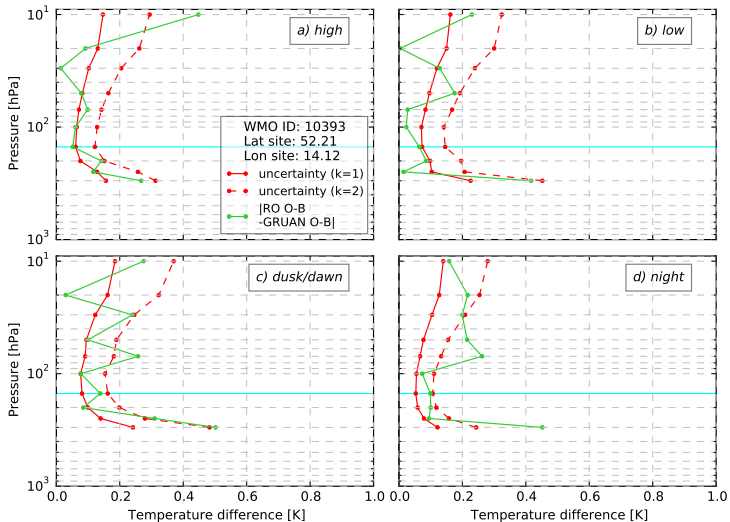 10¹
a) high
b) low
Pressure [hPa]
10²
WMO ID: 10393
Lat site: 52.21
Lon site: 14.12
uncertainty (k=1)
uncertainty (k=2)
|RO O-B
-GRUAN O-B|
10³
10¹
c) dusk/dawn
d) night
Pressure [hPa]
10²
10³
0.0 0.2 0.4 0.6 0.8 1.0
0.0 0.2 0.4 0.6 0.8 1.0
Temperature difference [K]
Temperature difference [K]